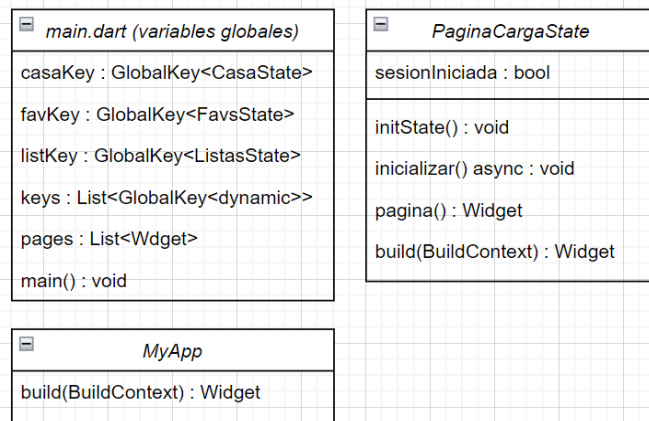 main.dart (variables globales)
casaKey : GlobalKey<CasaState>
favKey : GlobalKey<FavsState>
listKey : GlobalKey<ListasState>
keys : List<GlobalKey<dynamic>>
pages : List<Wdget>
main() : void
PaginaCargaState
sesionIniciada : bool
initState() : void
inicializar() async : void
pagina() : Widget
build(BuildContext) : Widget
MyApp
build(BuildContext) : Widget